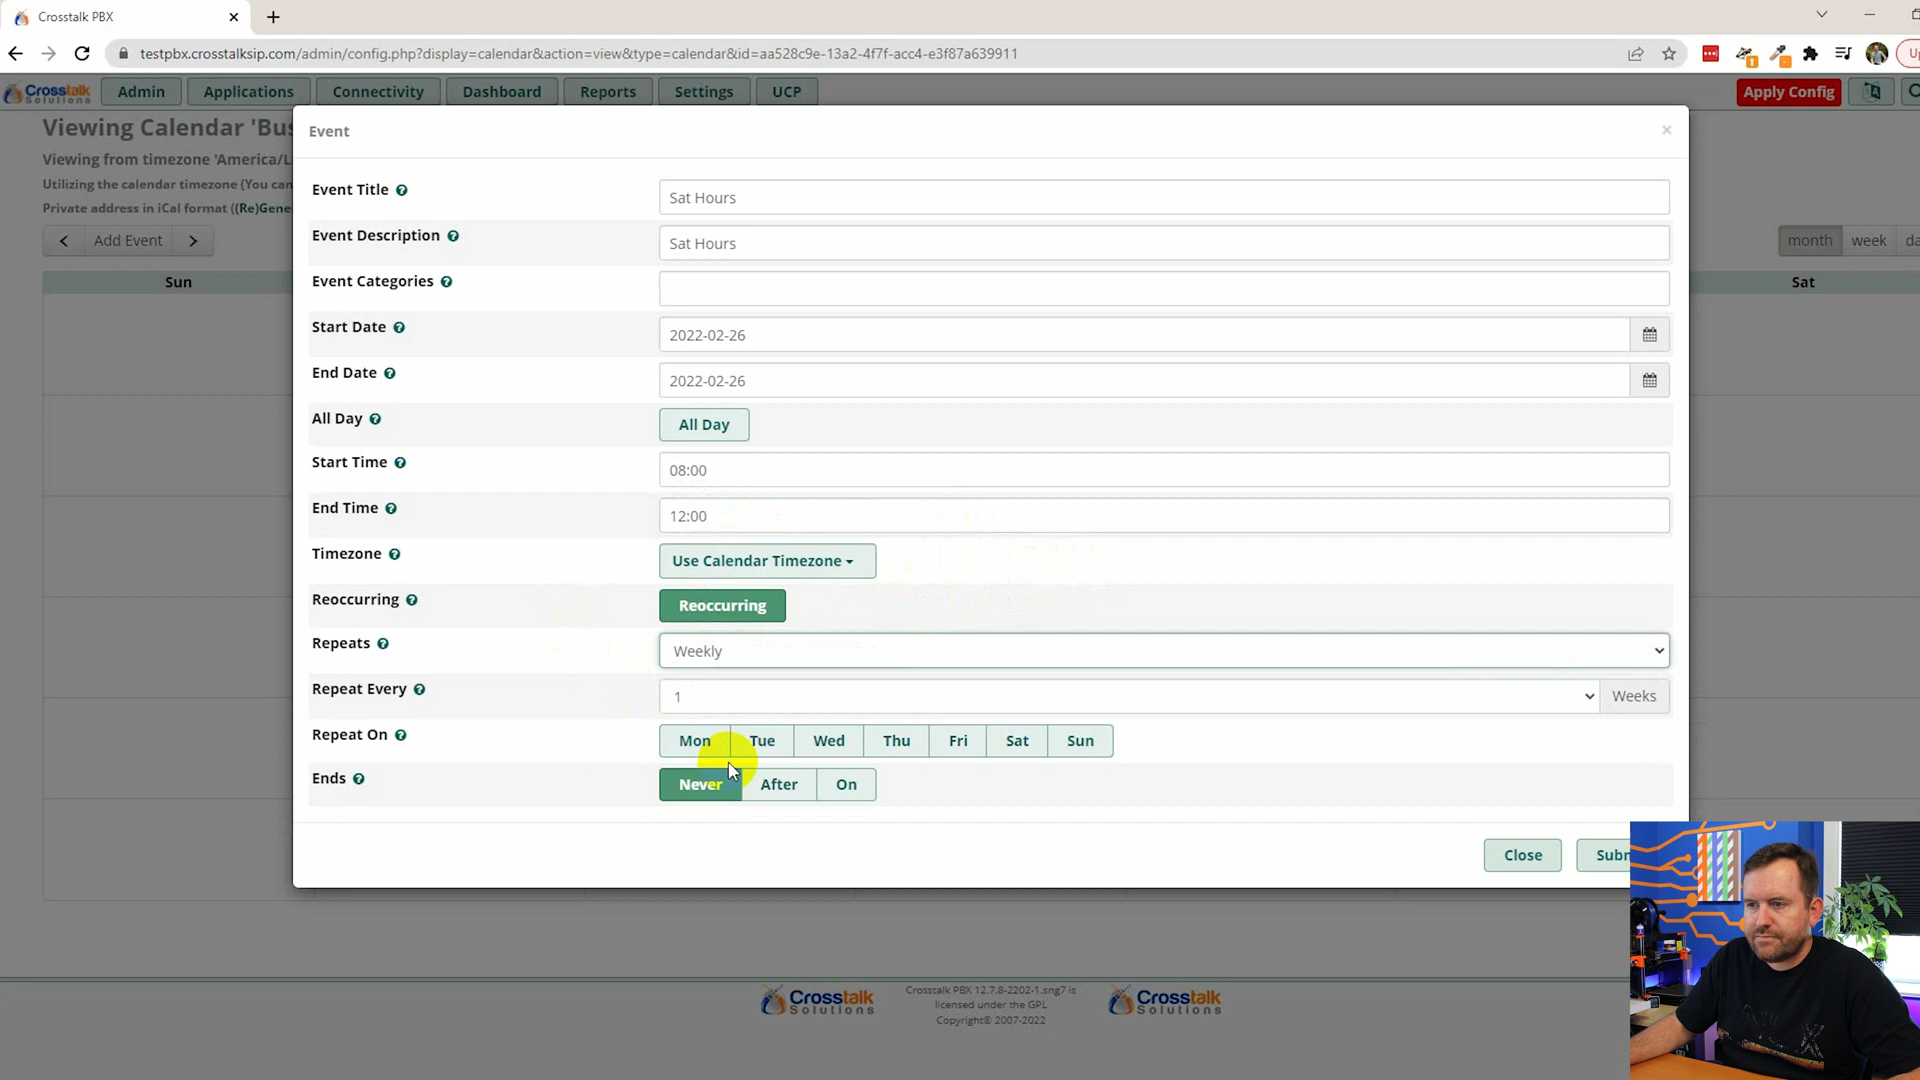 Crosstalk PBX
testpbx.crosstalksip.com/admin/config.php?display=calendar&action=view&type=calendar&id=aa528c9e-13a2-4f7f-acc4-e3f87a639911
Crosstalk Solutions
Admin
Applications
Connectivity
Dashboard
Reports
Settings
UCP
Apply Config
Viewing Calendar 'Bus
Viewing from timezone 'America/L
Utilizing the calendar timezone (You can
Private address in iCal format ((Re)Gene
Add Event
month
week
da
Sun
Sat
Event
Event Title
Sat Hours
Event Description
Sat Hours
Event Categories
Start Date
2022-02-26
End Date
2022-02-26
All Day
All Day
Start Time
08:00
End Time
12:00
Timezone
Use Calendar Timezone
Reoccurring
Reoccurring
Repeats
Weekly
Repeat Every
1
Weeks
Repeat On
Mon
Tue
Wed
Thu
Fri
Sat
Sun
Ends
Never
After
On
Close
Subm
Crosstalk
Solutions
Crosstalk PBX 12.7.8-2202-1.sng7 is
licensed under the GPL
Copyright© 2007-2022
Crosstalk
Solutions